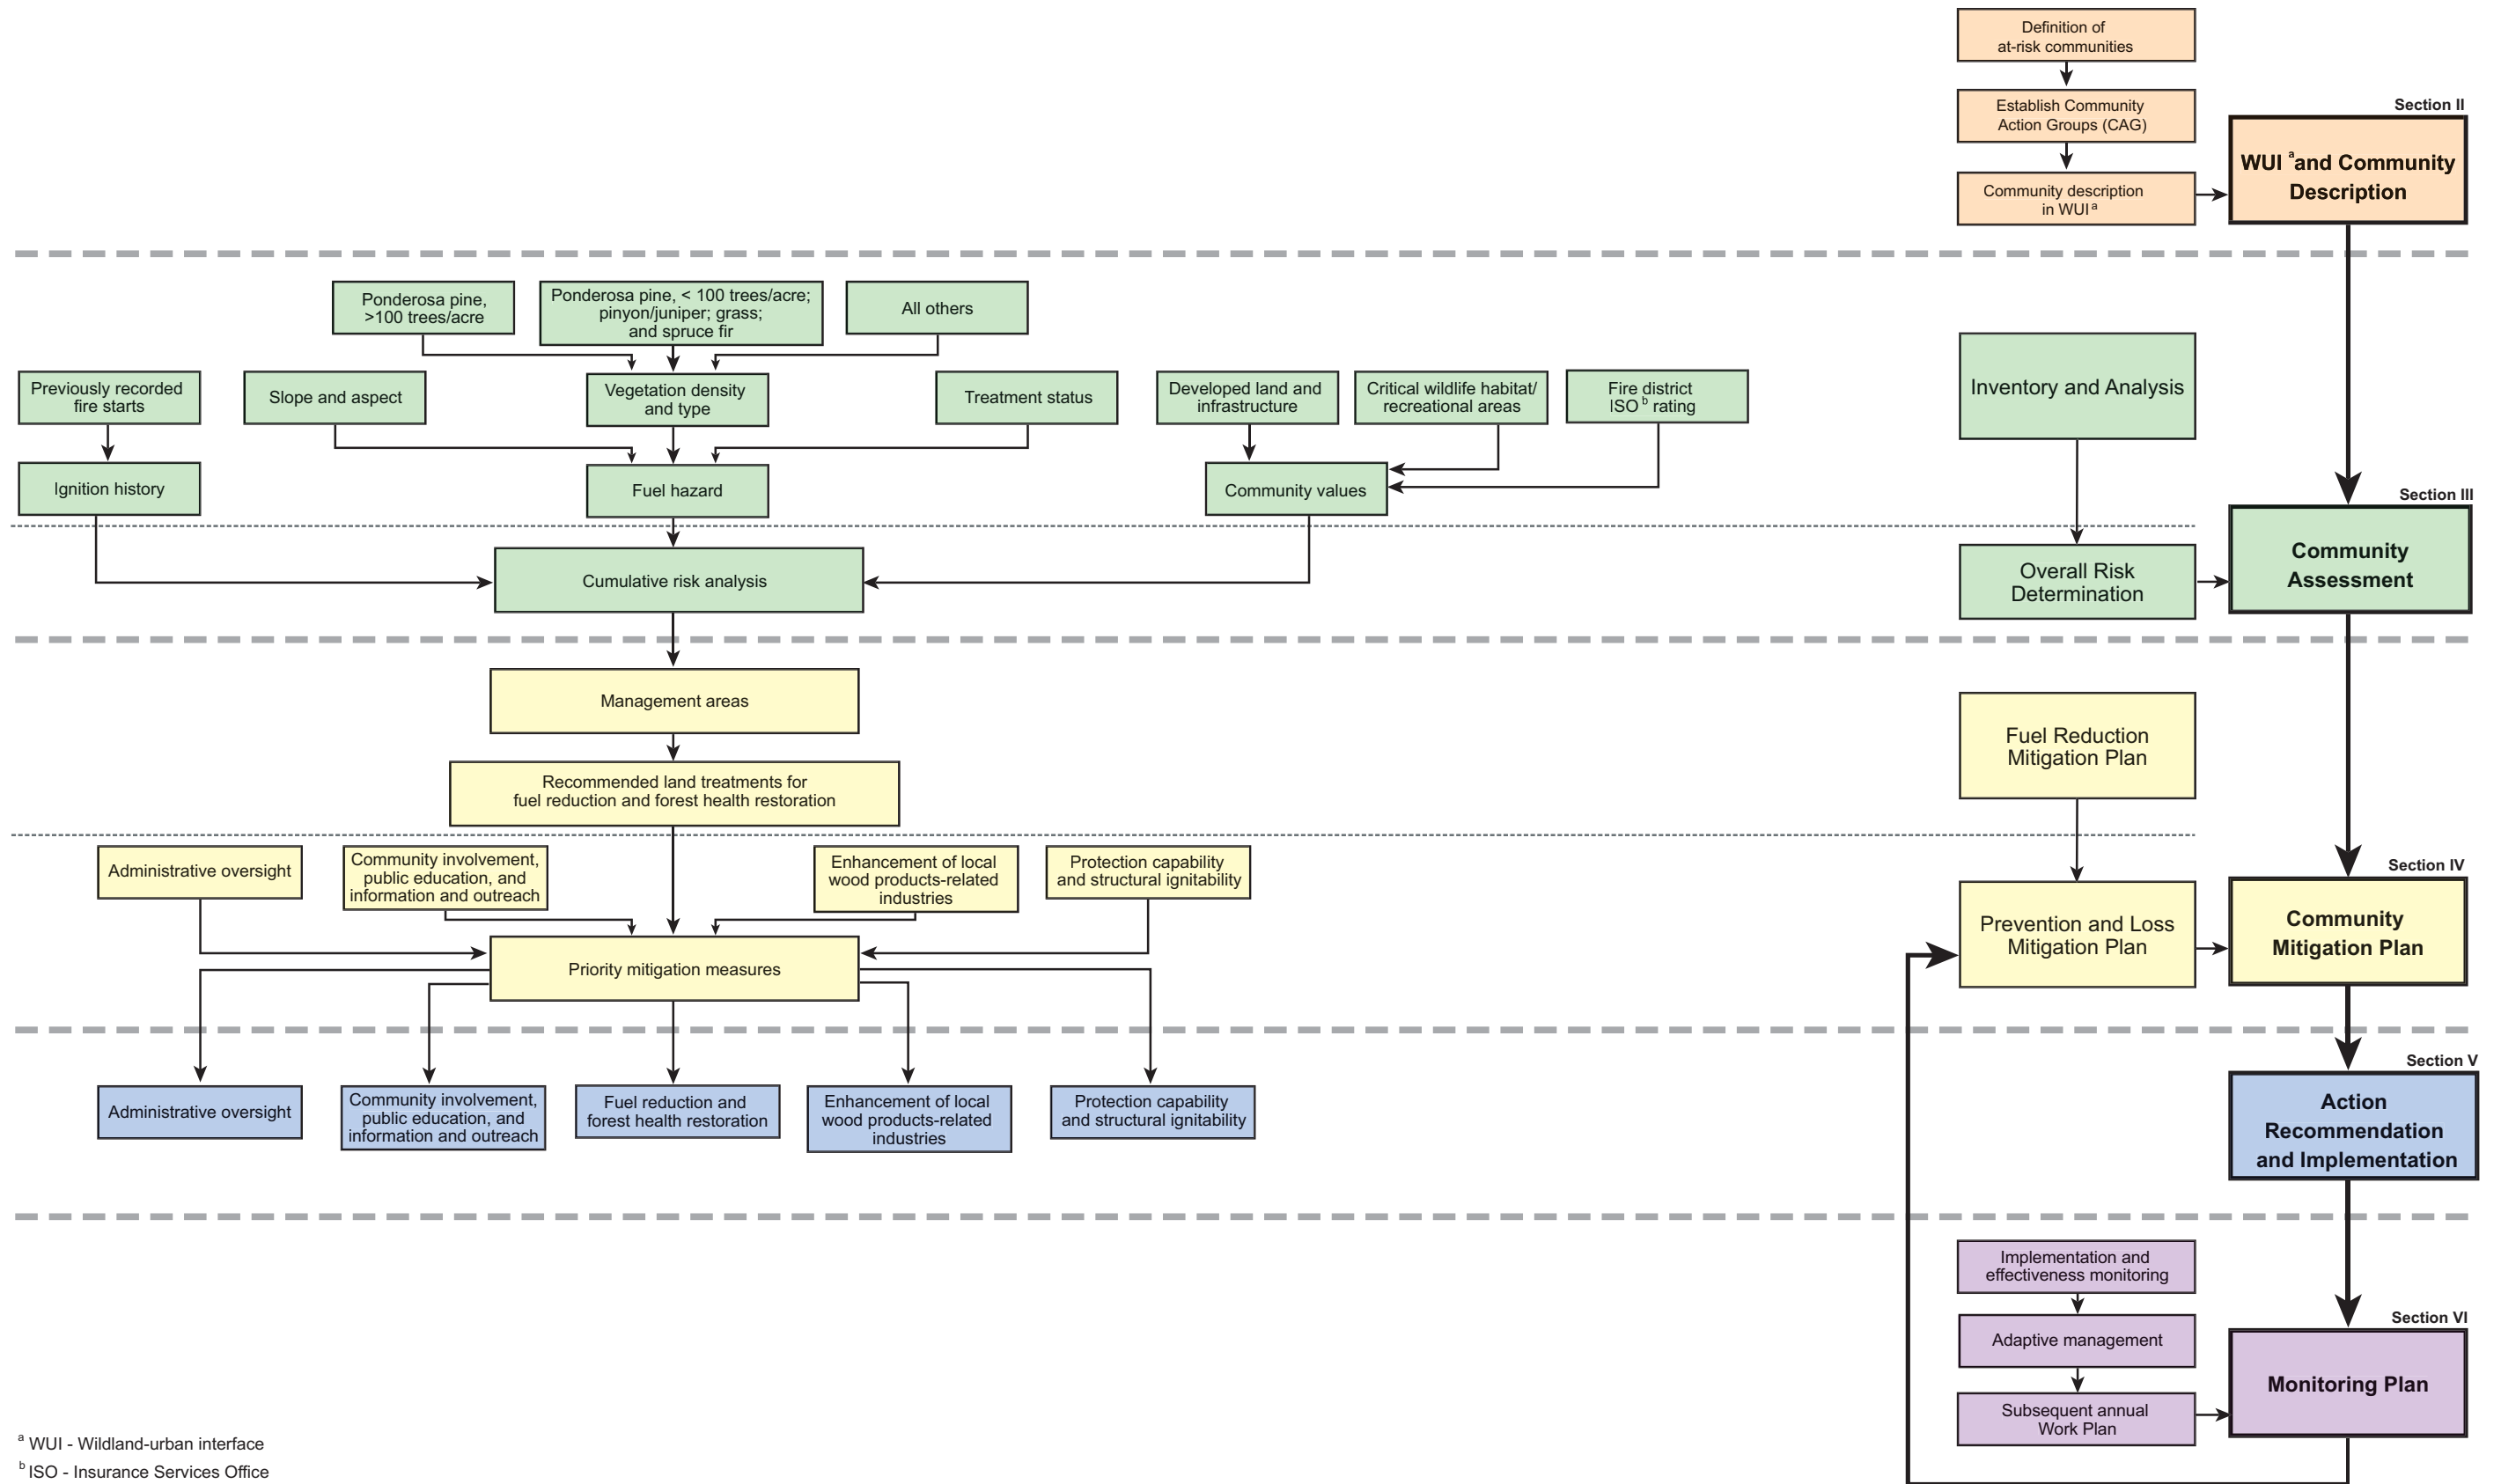 Definition of
at-risk communities
Establish Community
Action Groups (CAG)
Community description
in WUI a
Section II
WUI a and Community
Description
Ponderosa pine,
>100 trees/acre
Ponderosa pine, < 100 trees/acre;
pinyon/juniper; grass;
and spruce fir
All others
Previously recorded
fire starts
Slope and aspect
Vegetation density
and type
Treatment status
Developed land and
infrastructure
Critical wildlife habitat/
recreational areas
Fire district
ISO b rating
Inventory and Analysis
Ignition history
Fuel hazard
Community values
Cumulative risk analysis
Overall Risk
Determination
Section III
Community
Assessment
Management areas
Recommended land treatments for
fuel reduction and forest health restoration
Fuel Reduction
Mitigation Plan
Administrative oversight
Community involvement,
public education, and
information and outreach
Enhancement of local
wood products-related
industries
Protection capability
and structural ignitability
Priority mitigation measures
Prevention and Loss
Mitigation Plan
Section IV
Community
Mitigation Plan
Administrative oversight
Community involvement,
public education, and
information and outreach
Fuel reduction and
forest health restoration
Enhancement of local
wood products-related
industries
Protection capability
and structural ignitability
Section V
Action
Recommendation
and Implementation
Implementation and
effectiveness monitoring
Adaptive management
Subsequent annual
Work Plan
Section VI
Monitoring Plan
a WUI - Wildland-urban interface
b ISO - Insurance Services Office